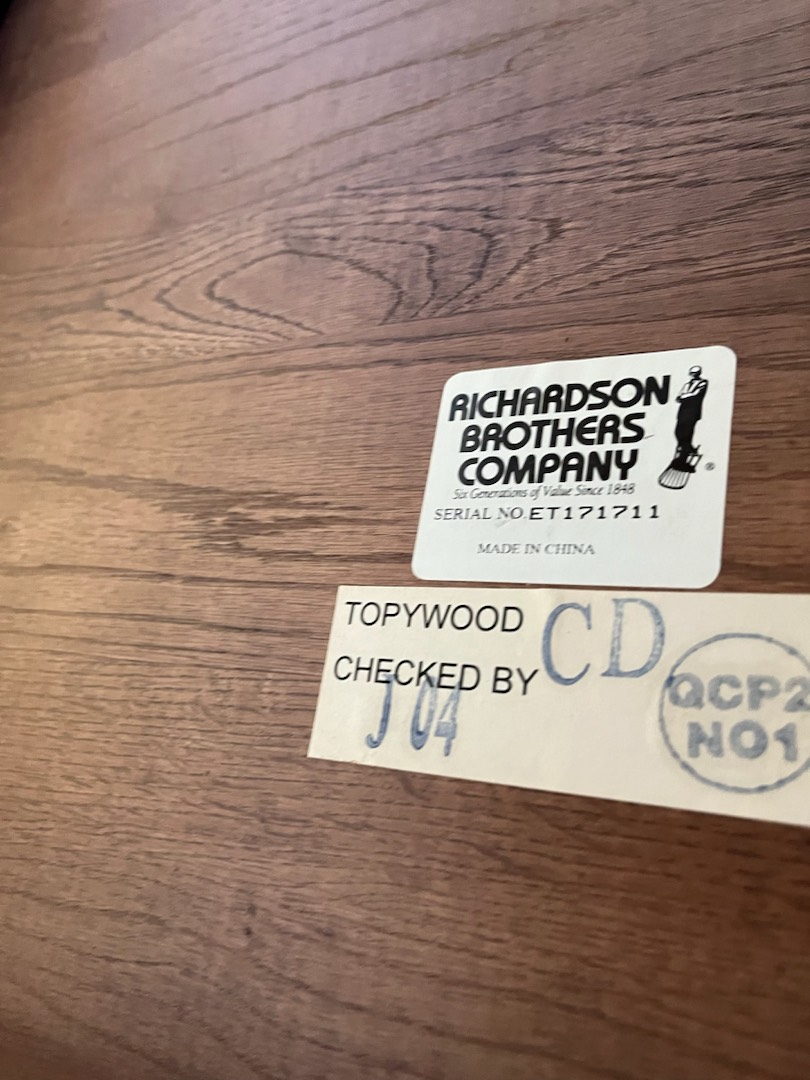 RICHARDSON
BROTHERS
COMPANY
®
Six Generations of Value Since 1848
SERIAL NO. ET171711
MADE IN CHINA
TOPYWOOD
CHECKED BY
CD
J 04
QCP2
NO1